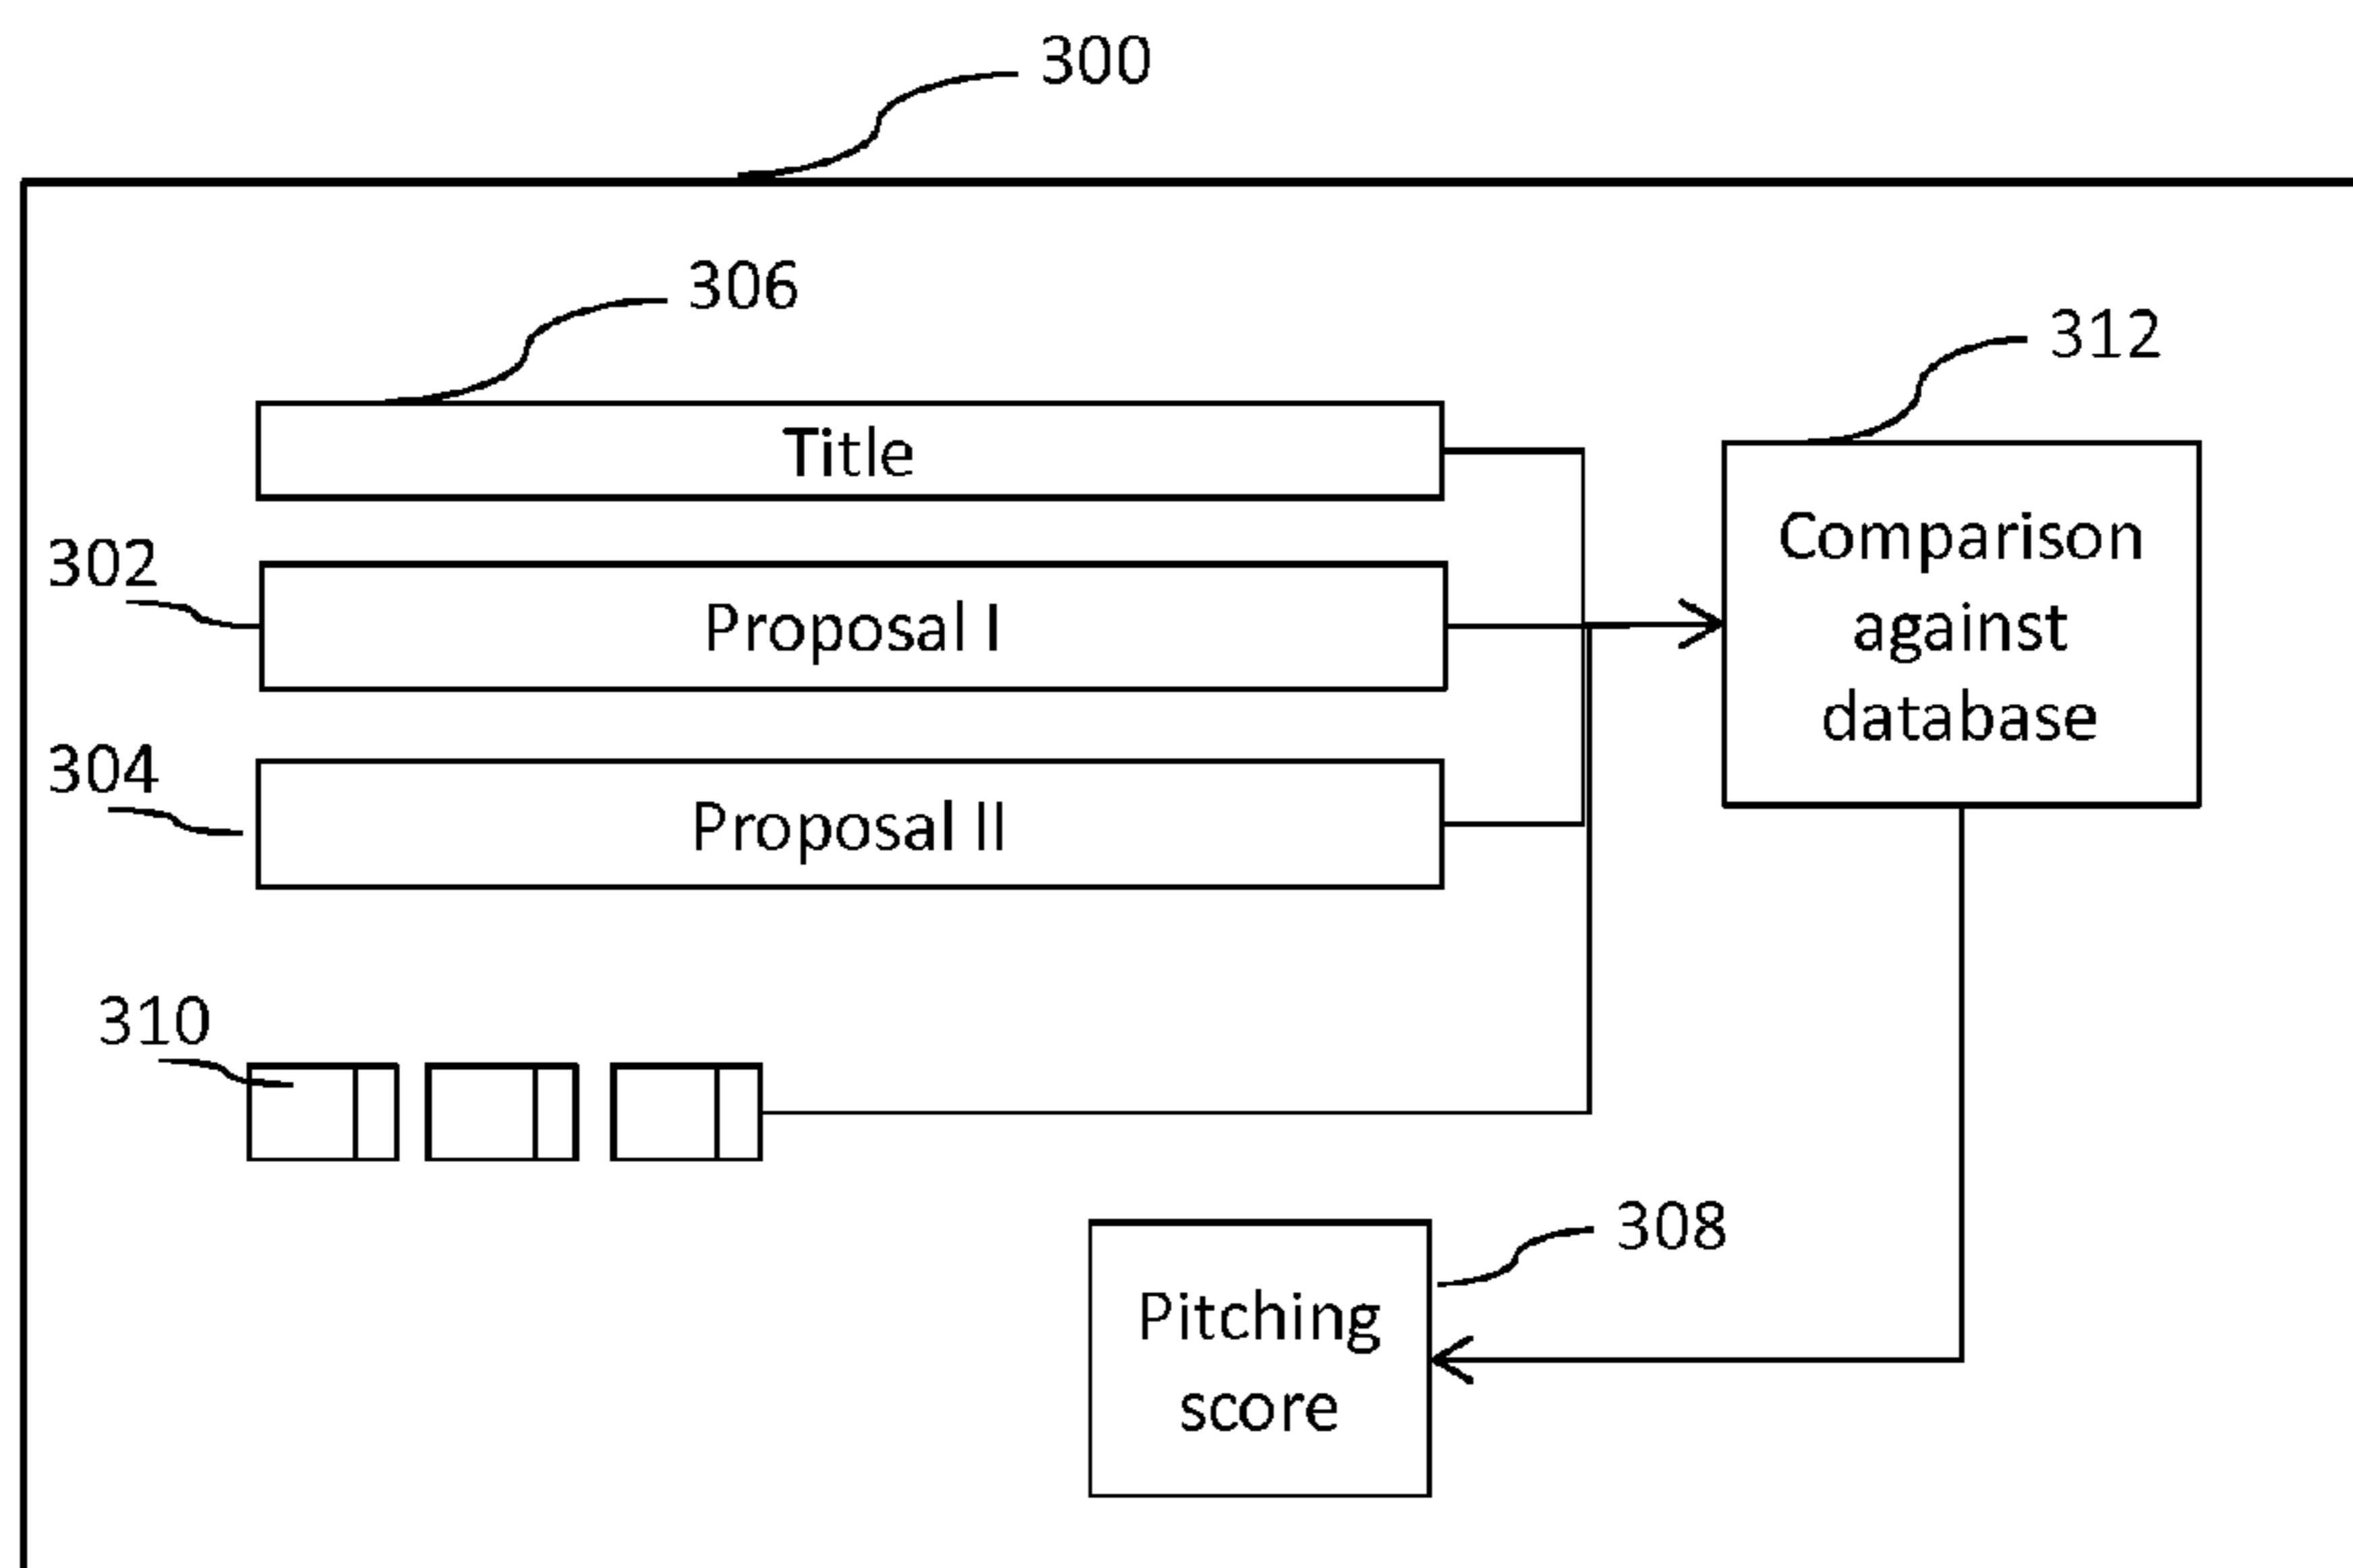 300
306
312
Title
Comparison
against
database
302
Proposal I
304
Proposal II
310
308
Pitching
score